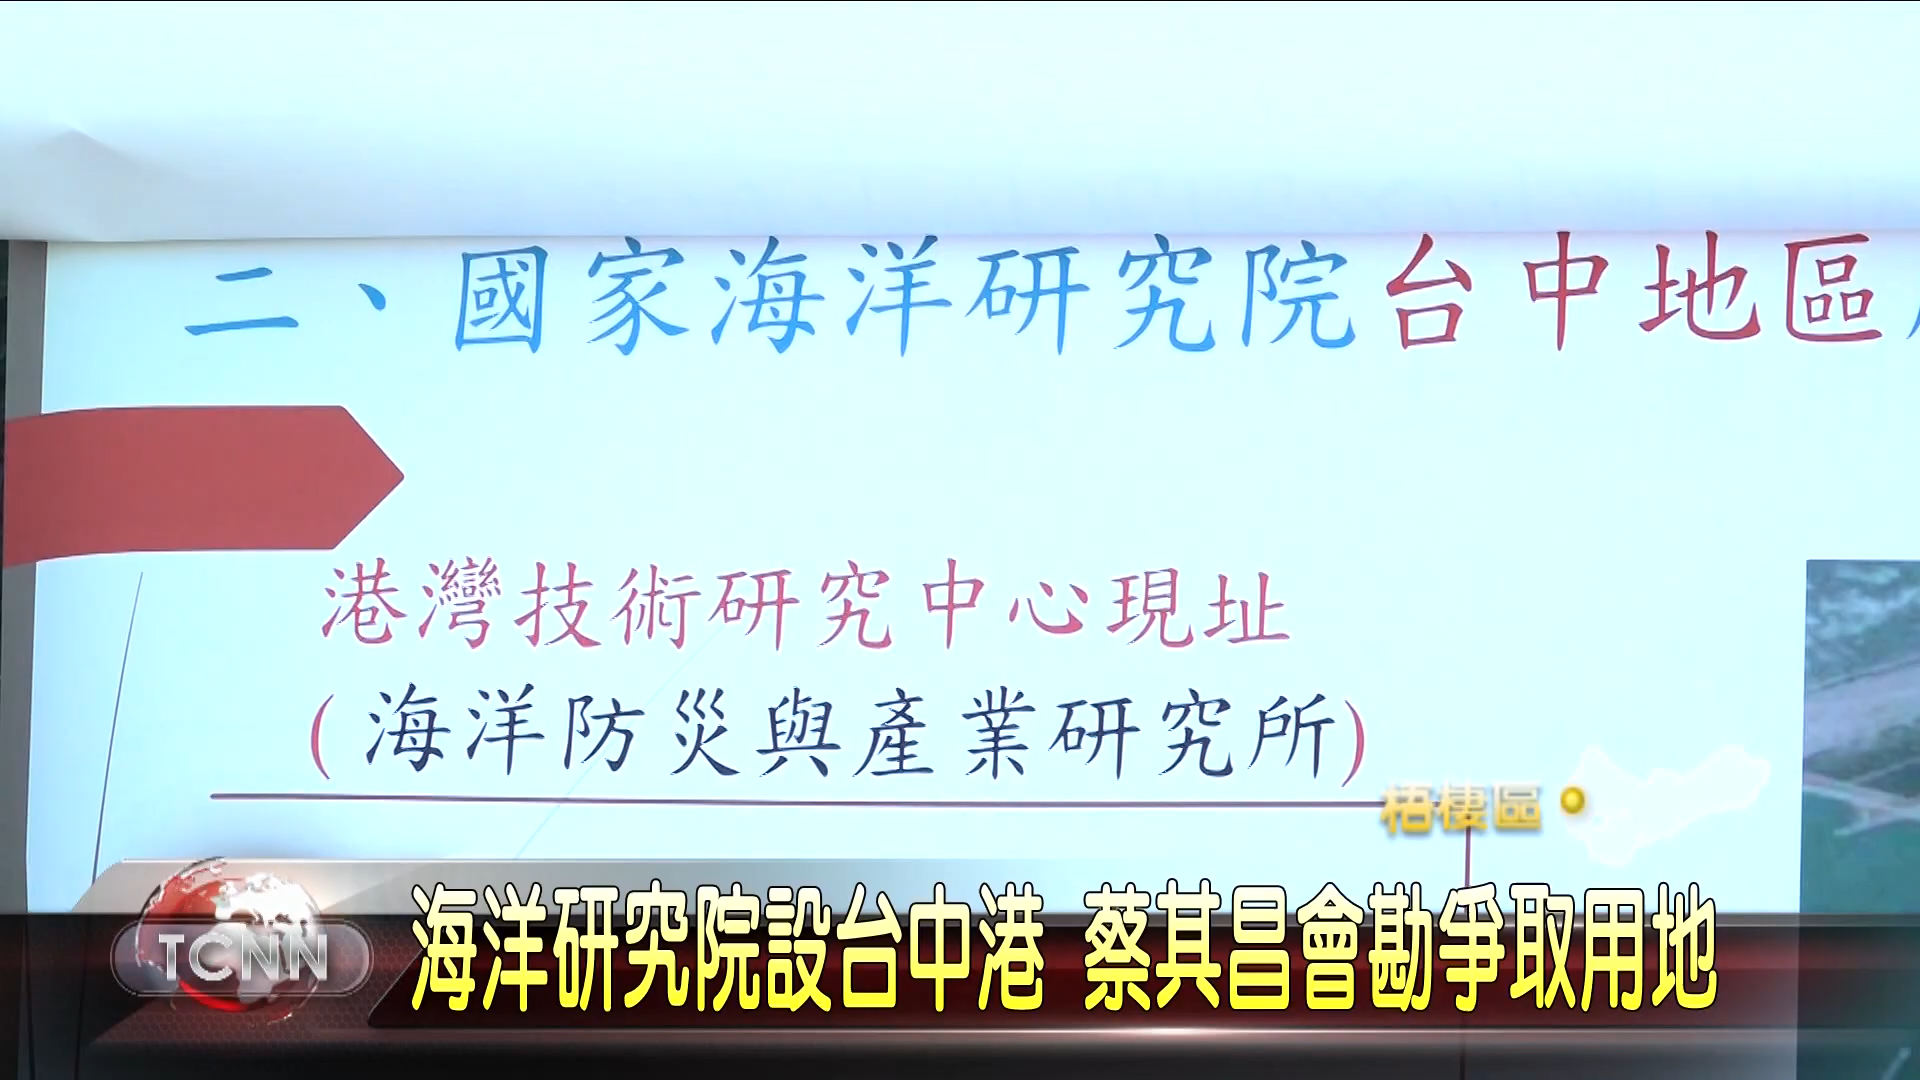 二、國家海洋研究院台中地區
港灣技術研究中心現址
(海洋防災與產業研究所)
梧棲區
TCNN
海洋研究院設台中港 蔡其昌會勘爭取用地